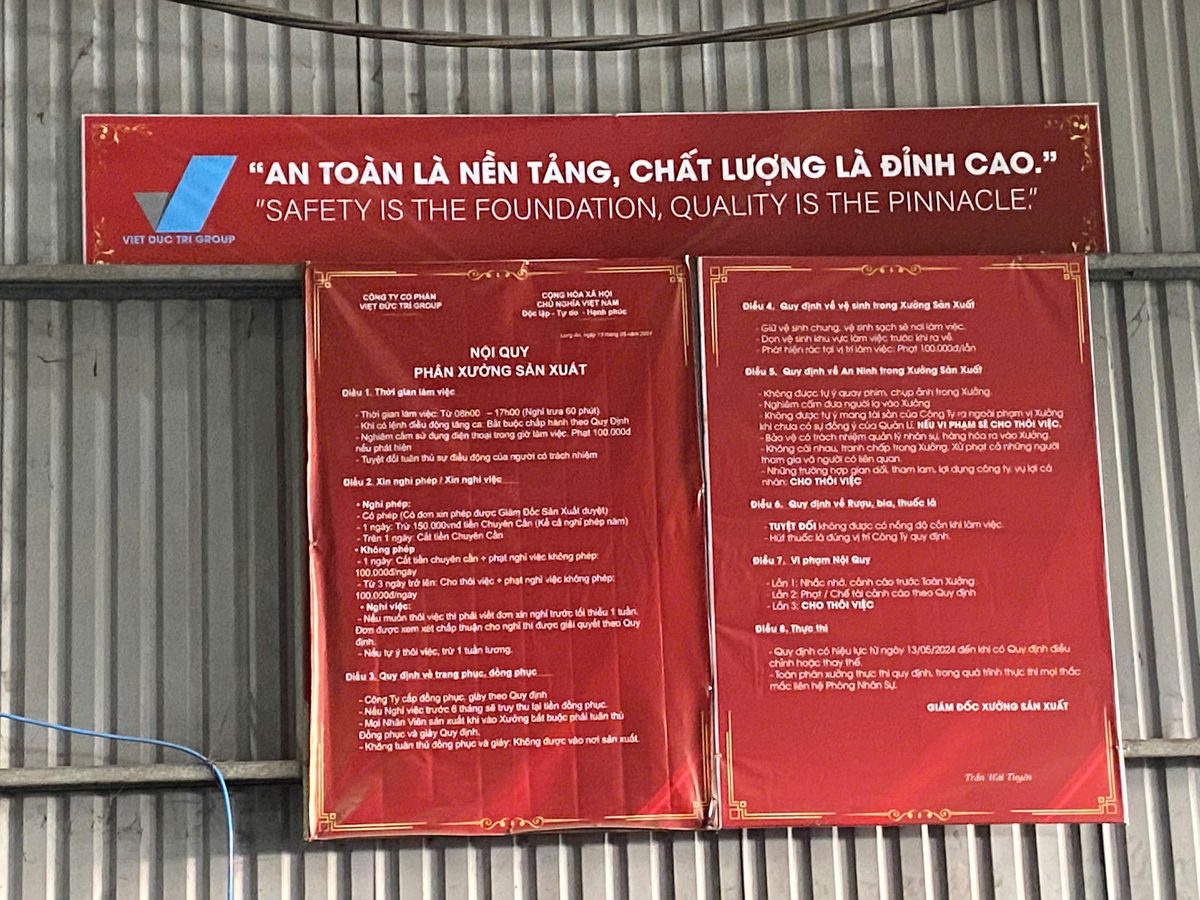 “AN TOÀN LÀ NỀN TẢNG, CHẤT LƯỢNG LÀ ĐỈNH CAO.”
"SAFETY IS THE FOUNDATION, QUALITY IS THE PINNACLE."
VIET DUC TRI GROUP
CÔNG TY CỔ PHẦN
VIỆT ĐỨC TRÍ GROUP
CỘNG HÒA XÃ HỘI
CHỦ NGHĨA VIỆT NAM
Độc lập - Tự do - Hạnh phúc
Long An, ngày 13 tháng 05 năm 2024
NỘI QUY
PHÂN XƯỞNG SẢN XUẤT
Điều 1. Thời gian làm việc
- Thời gian làm việc: Từ 08h00 – 17h00 (Nghỉ trưa 60 phút)
- Khi có lệnh điều động tăng ca: Bắt buộc chấp hành theo Quy Định
- Nghiêm cấm sử dụng điện thoại trong giờ làm việc. Phạt 100.000đ
nếu phát hiện
- Tuyệt đối tuân thủ sự điều động của người có trách nhiệm
Điều 2. Xin nghỉ phép / Xin nghỉ việc
• Nghỉ phép:
- Có phép (Có đơn xin phép được Giám Đốc Sản Xuất duyệt)
- 1 ngày: Trừ 150.000vnd tiền Chuyên Cần (Kể cả nghỉ phép năm)
- Trên 1 ngày: Cắt tiền Chuyên Cần
• Không phép
- 1 ngày: Cắt tiền chuyên cần + phạt nghỉ việc không phép:
100.000đ/ngày
- Từ 3 ngày trở lên: Cho thôi việc + phạt nghỉ việc không phép:
100.000đ/ngày
• Nghỉ việc:
- Nếu muốn thôi việc thì phải viết đơn xin nghỉ trước tối thiểu 1 tuần.
Đơn được xem xét chấp thuận cho nghỉ thì được giải quyết theo Quy
định.
- Nếu tự ý thôi việc, trừ 1 tuần lương.
Điều 3. Quy định về trang phục, đồng phục
- Công Ty cấp đồng phục, giày theo Quy định
- Nếu Nghỉ việc trước 6 tháng sẽ truy thu lại tiền đồng phục.
- Mọi Nhân Viên sản xuất khi vào Xưởng bắt buộc phải tuân thủ
Đồng phục và giày Quy định.
- Không tuân thủ đồng phục và giày: Không được vào nơi sản xuất.
Điều 4. Quy định về vệ sinh trong Xưởng Sản Xuất
- Giữ vệ sinh chung, vệ sinh sạch sẽ nơi làm việc.
- Dọn vệ sinh khu vực làm việc trước khi ra về
- Phát hiện rác tại vị trí làm việc: Phạt 100.000đ/lần
Điều 5. Quy định về An Ninh trong Xưởng Sản Xuất
- Không được tự ý quay phim, chụp ảnh trong Xưởng.
- Nghiêm cấm đưa người lạ vào Xưởng
- Không được tự ý mang tài sản của Công Ty ra ngoài phạm vi Xưởng
khi chưa có sự đồng ý của Quản Lí. NẾU VI PHẠM SẼ CHO THÔI VIỆC.
- Bảo vệ có trách nhiệm quản lý nhân sự, hàng hóa ra vào Xưởng.
- Không cãi nhau, tranh chấp trong Xưởng. Xử phạt cả những người
tham gia và người có liên quan.
- Những trường hợp gian dối, tham lam, lợi dụng công ty, vụ lợi cá
nhân: CHO THÔI VIỆC
Điều 6. Quy định về Rượu, bia, thuốc lá
- TUYỆT ĐỐI không được có nồng độ cồn khi làm việc.
- Hút thuốc lá đúng vị trí Công Ty quy định.
Điều 7. Vi phạm Nội Quy
- Lần 1: Nhắc nhở, cảnh cáo trước Toàn Xưởng
- Lần 2: Phạt / Chế tài cảnh cáo theo Quy định
- Lần 3: CHO THÔI VIỆC
Điều 8. Thực thi
- Quy định có hiệu lực từ ngày 13/05/2024 đến khi có Quy định điều
chỉnh hoặc thay thế.
- Toàn phân xưởng thực thi quy định, trong quá trình thực thi mọi thắc
mắc liên hệ Phòng Nhân Sự.
GIÁM ĐỐC XƯỞNG SẢN XUẤT
Trần